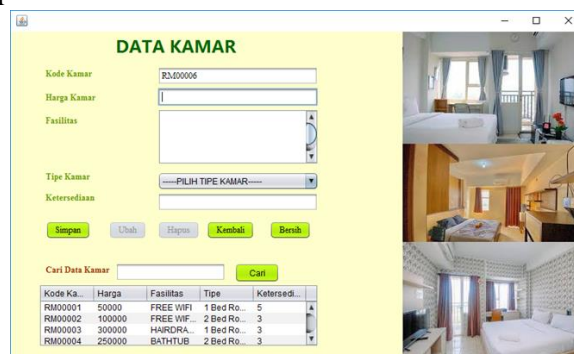 DATA KAMAR
Kode Kamar RM00006
Harga Kamar
Fasilitas
Tipe Kamar -----PILIH TIPE KAMAR-----
Ketersediaan
Simpan Ubah Hapus Kembali Bersih
Cari Data Kamar Cari
Kode Ka... Harga Fasilitas Tipe Ketersedi...
RM00001 50000 FREE WIFI 1 Bed Ro... 5
RM00002 100000 FREE WIF... 2 Bed Ro... 3
RM00003 300000 HAIRDRA... 1 Bed Ro... 3
RM00004 250000 BATHTUB 2 Bed Ro... 3